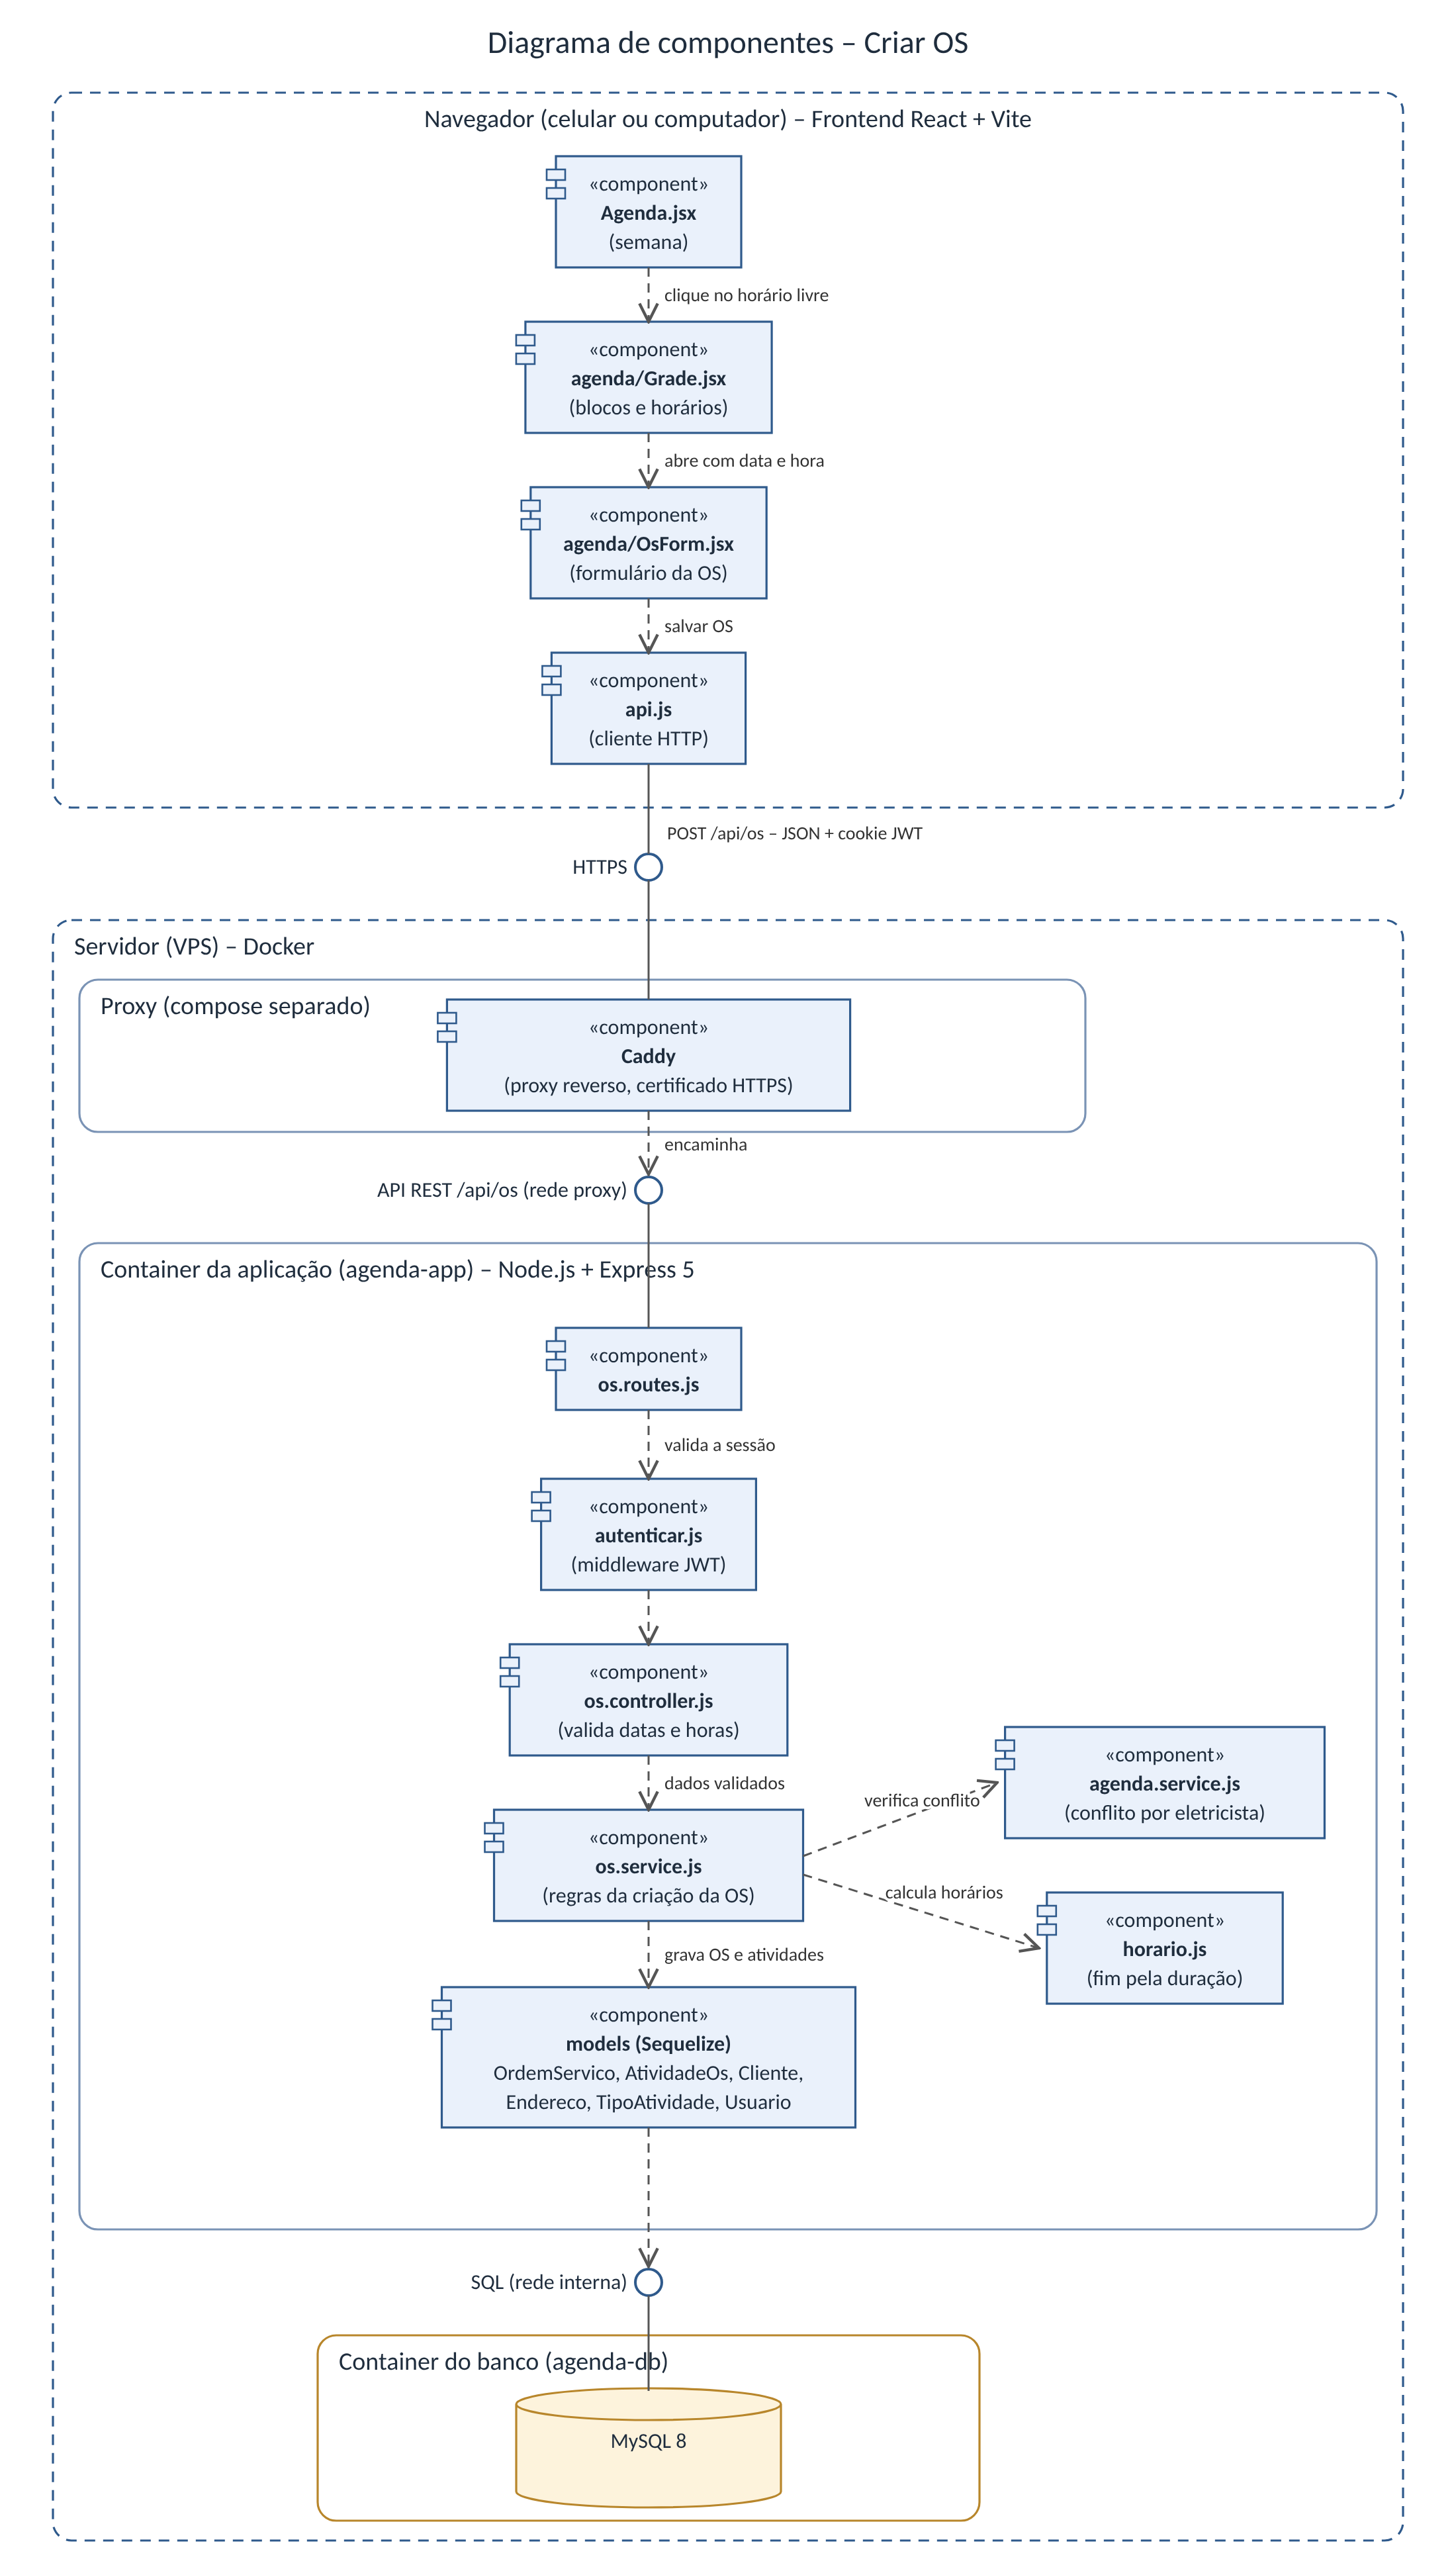 Diagrama de componentes – Criar OS
Navegador (celular ou computador) – Frontend React + Vite
«component»
Agenda.jsx
(semana)
clique no horário livre
«component»
agenda/Grade.jsx
(blocos e horários)
abre com data e hora
«component»
agenda/OsForm.jsx
(formulário da OS)
salvar OS
«component»
api.js
(cliente HTTP)
POST /api/os – JSON + cookie JWT
HTTPS
Servidor (VPS) – Docker
Proxy (compose separado)
«component»
Caddy
(proxy reverso, certificado HTTPS)
encaminha
API REST /api/os (rede proxy)
Container da aplicação (agenda-app) – Node.js + Express 5
«component»
os.routes.js
valida a sessão
«component»
autenticar.js
(middleware JWT)
«component»
os.controller.js
(valida datas e horas)
dados validados
«component»
agenda.service.js
(conflito por eletricista)
verifica conflito
«component»
os.service.js
(regras da criação da OS)
calcula horários
«component»
horario.js
(fim pela duração)
grava OS e atividades
«component»
models (Sequelize)
OrdemServico, AtividadeOs, Cliente,
Endereco, TipoAtividade, Usuario
SQL (rede interna)
Container do banco (agenda-db)
MySQL 8